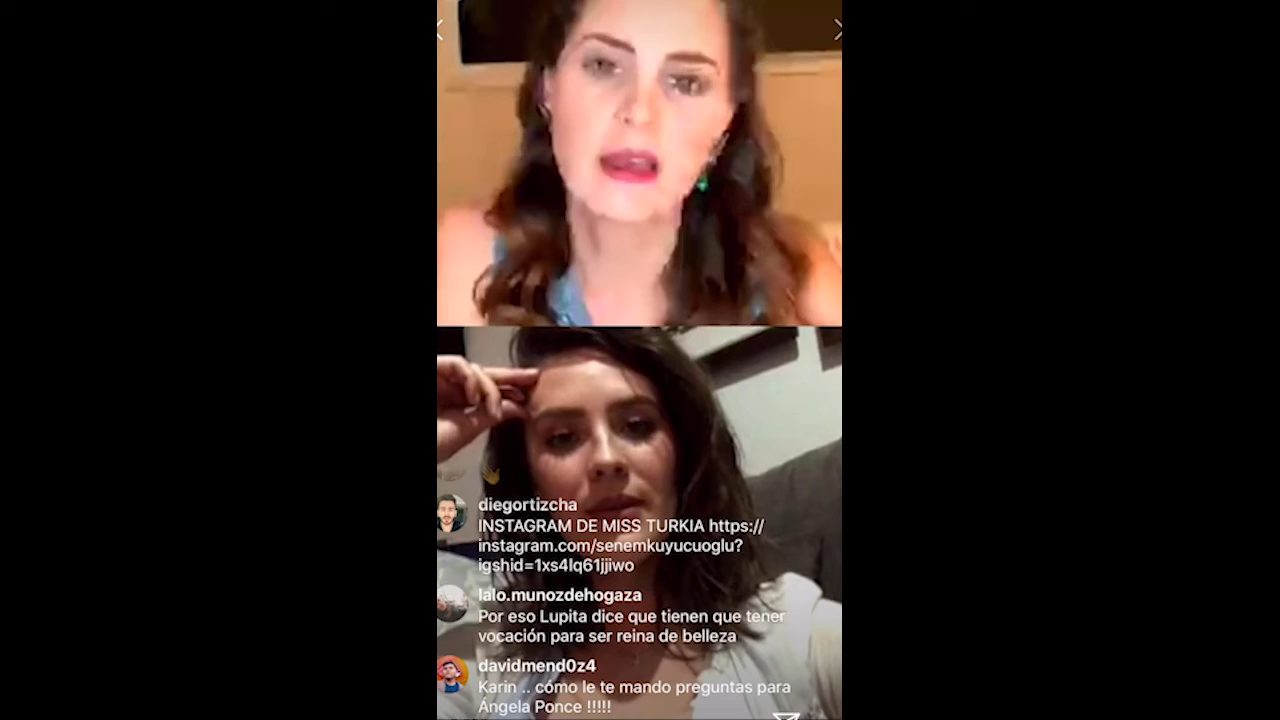 diegortizcha
INSTAGRAM DE MISS TURKIA https://
instagram.com/senemkuyucuoglu?
igshid=1xs4lq61jjiwo
lalo.munozdehogaza
Por eso Lupita dice que tienen que tener
vocación para ser reina de belleza
davidmend0z4
Karin .. cómo le te mando preguntas para
Ángela Ponce !!!!!